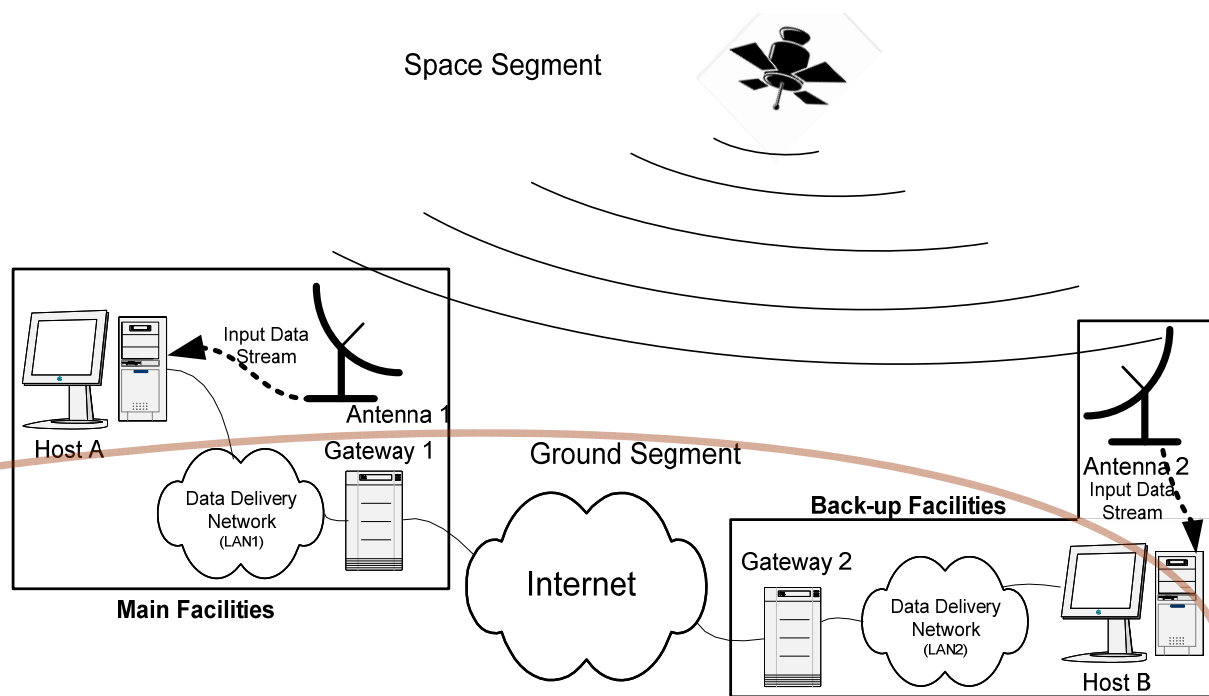 Space Segment
Input Data
Stream
Antenna 1
Host A
Gateway 1
Data Delivery
Network
(LAN1)
Main Facilities
Ground Segment
Internet
Antenna 2
Input Data
Stream
Back-up Facilities
Gateway 2
Data Delivery
Network
(LAN2)
Host B